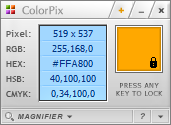 ColorPix
Pixel: 519 x 537
RGB: 255,168,0
HEX: #FFA800
HSB: 40,100,100
CMYK: 0,34,100,0
PRESS ANY
KEY TO LOCK
MAGNIFIER
?